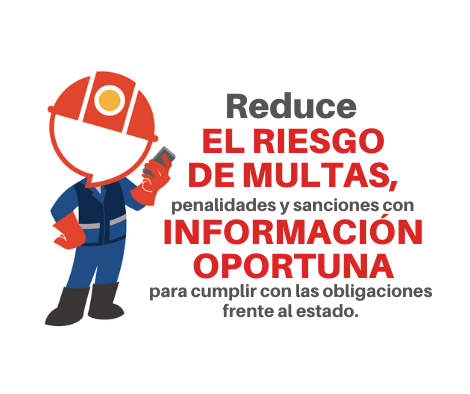 Reduce
EL RIESGO
DE MULTAS,
penalidades y sanciones con
INFORMACIÓN
OPORTUNA
para cumplir con las obligaciones
frente al estado.